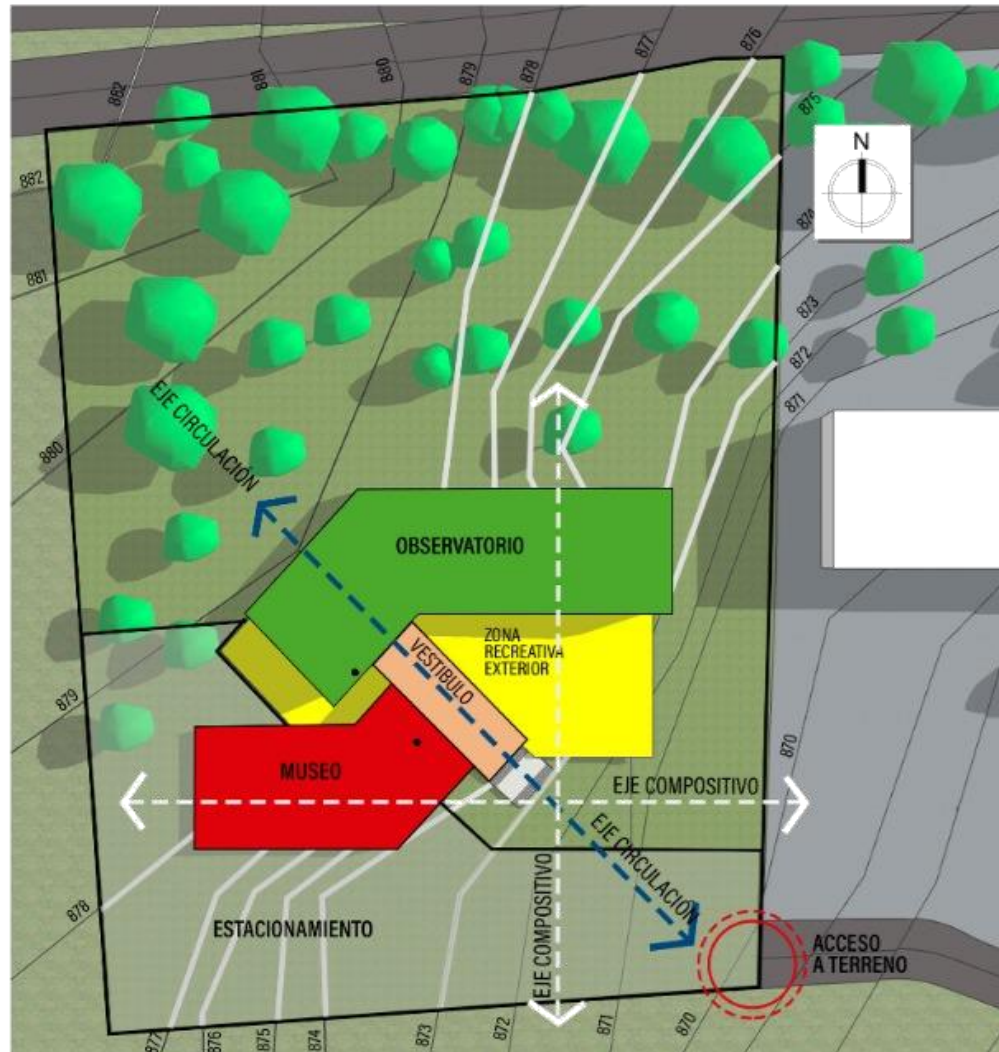 882
881
880
879
878
877
876
875
N
882
874
881
873
872
871
EJE CIRCULACIÓN
880
OBSERVATORIO
ZONA
RECREATIVA
EXTERIOR
VESTIBULO
879
870
MUSEO
EJE COMPOSITIVO
EJE CIRCULACIÓN
878
ESTACIONAMIENTO
EJE COMPOSITIVO
ACCESO
A TERRENO
877
876
875
874
873
872
871
870